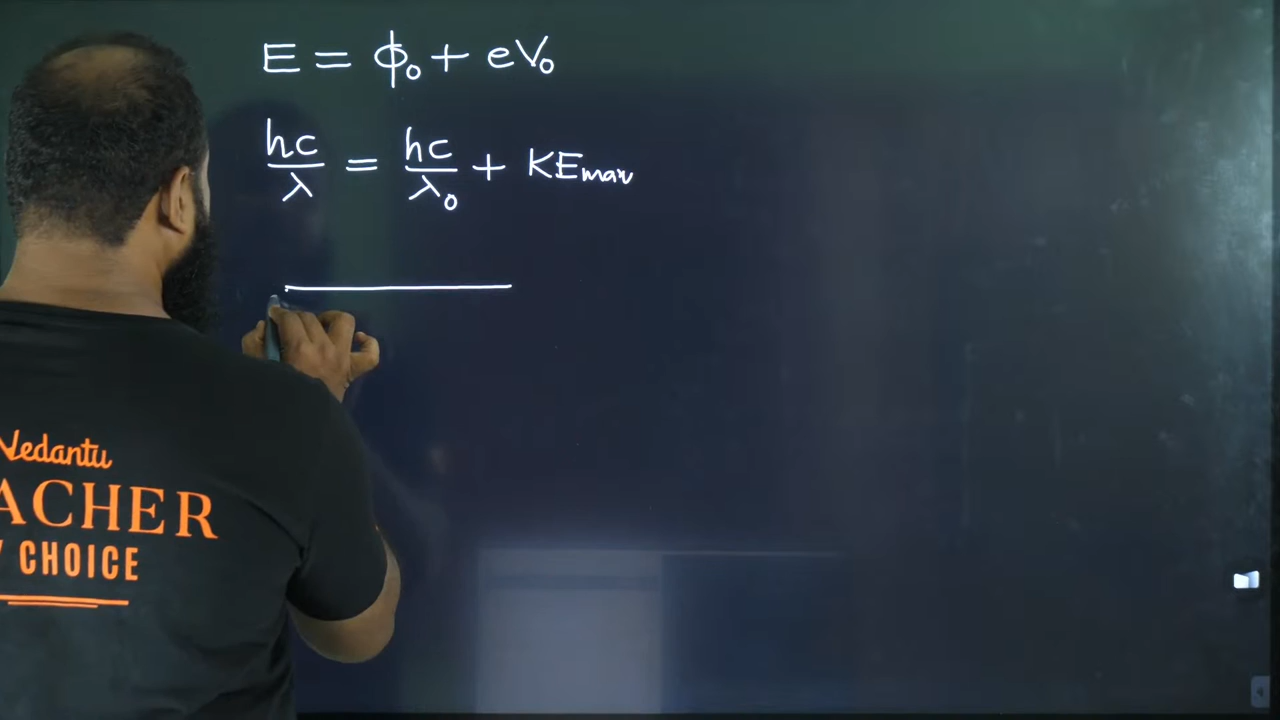 E = ϕ₀ + eV₀
hc/λ = hc/λ₀ + KEmax
Vedantu
ACHER
CHOICE